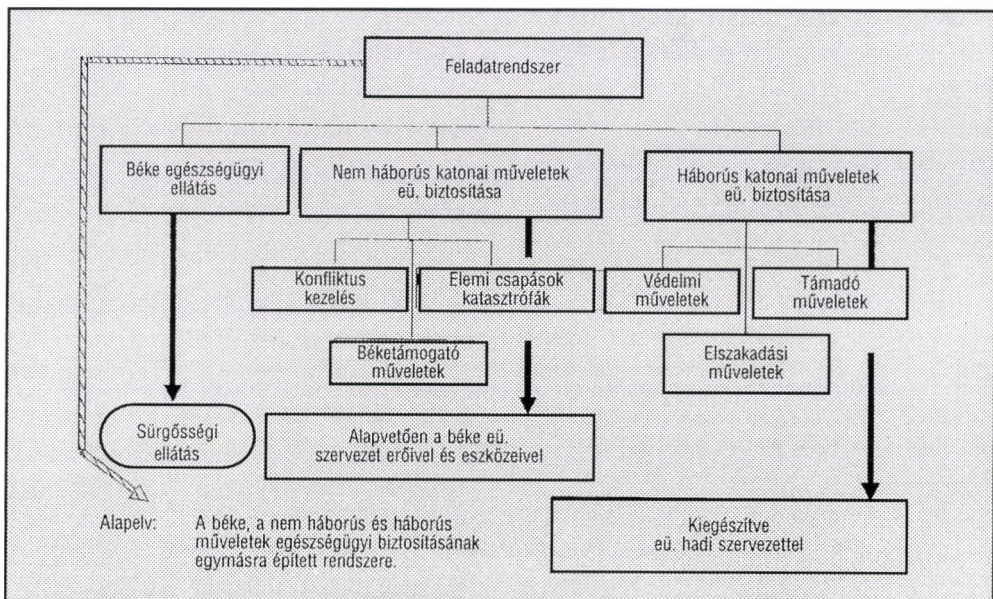 Feladatrendszer
Béke egészségügyi
ellátás
Nem háborús katonai műveletek
eü. biztosítása
Háborús katonai műveletek
eü. biztosítása
Konfliktus
kezelés
Elemi csapások
katasztrófák
Védelmi
műveletek
Támadó
műveletek
Béketámogató
műveletek
Elszakadási
műveletek
Sürgősségi
ellátás
Alapvetően a béke eü.
szervezet erőivel és eszközeivel
Kiegészítve
eü. hadi szervezettel
Alapelv: A béke, a nem háborús és háborús
műveletek egészségügyi biztosításának
egymásra épített rendszere.